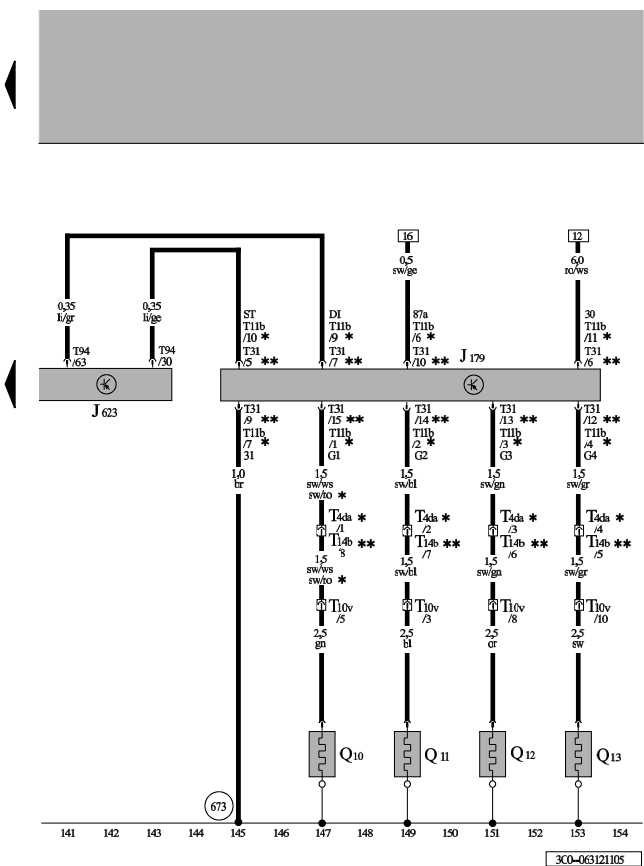 16 12
0,5 6,0
sw/ge ro/ws
0,35 0,35
li/gr li/ge
ST DI 87a 30
T11b T11b T11b T11b
/10 * /9 * /6 * /11 *
T94 T94 T31 T31 T31 J 179 T31
/63 /30 /5 ** /7 ** /10 ** /6 **
J 623
T31 T31 T31 T31 T31
/9 ** /15 ** /14 ** /13 ** /12 **
T11b T11b T11b T11b T11b
/7 * /1 * /2 * /3 * /4 *
31 G1 G2 G3 G4
1,0 1,5 1,5 1,5 1,5
br sw/ws sw/bl sw/gn sw/gr
sw/ro *
T4da * T4da * T4da * T4da *
/1 /2 /3 /4
T14b ** T14b ** T14b ** T14b **
/8 /7 /6 /5
1,5 1,5 1,5 1,5
sw/ws sw/bl sw/gn sw/gr
sw/ro *
T10v T10v T10v T10v
/5 /3 /8 /10
2,5 2,5 2,5 2,5
gn bl or sw
Q10 Q11 Q12 Q13
673
141 142 143 144 145 146 147 148 149 150 151 152 153 154
3C0-063121105